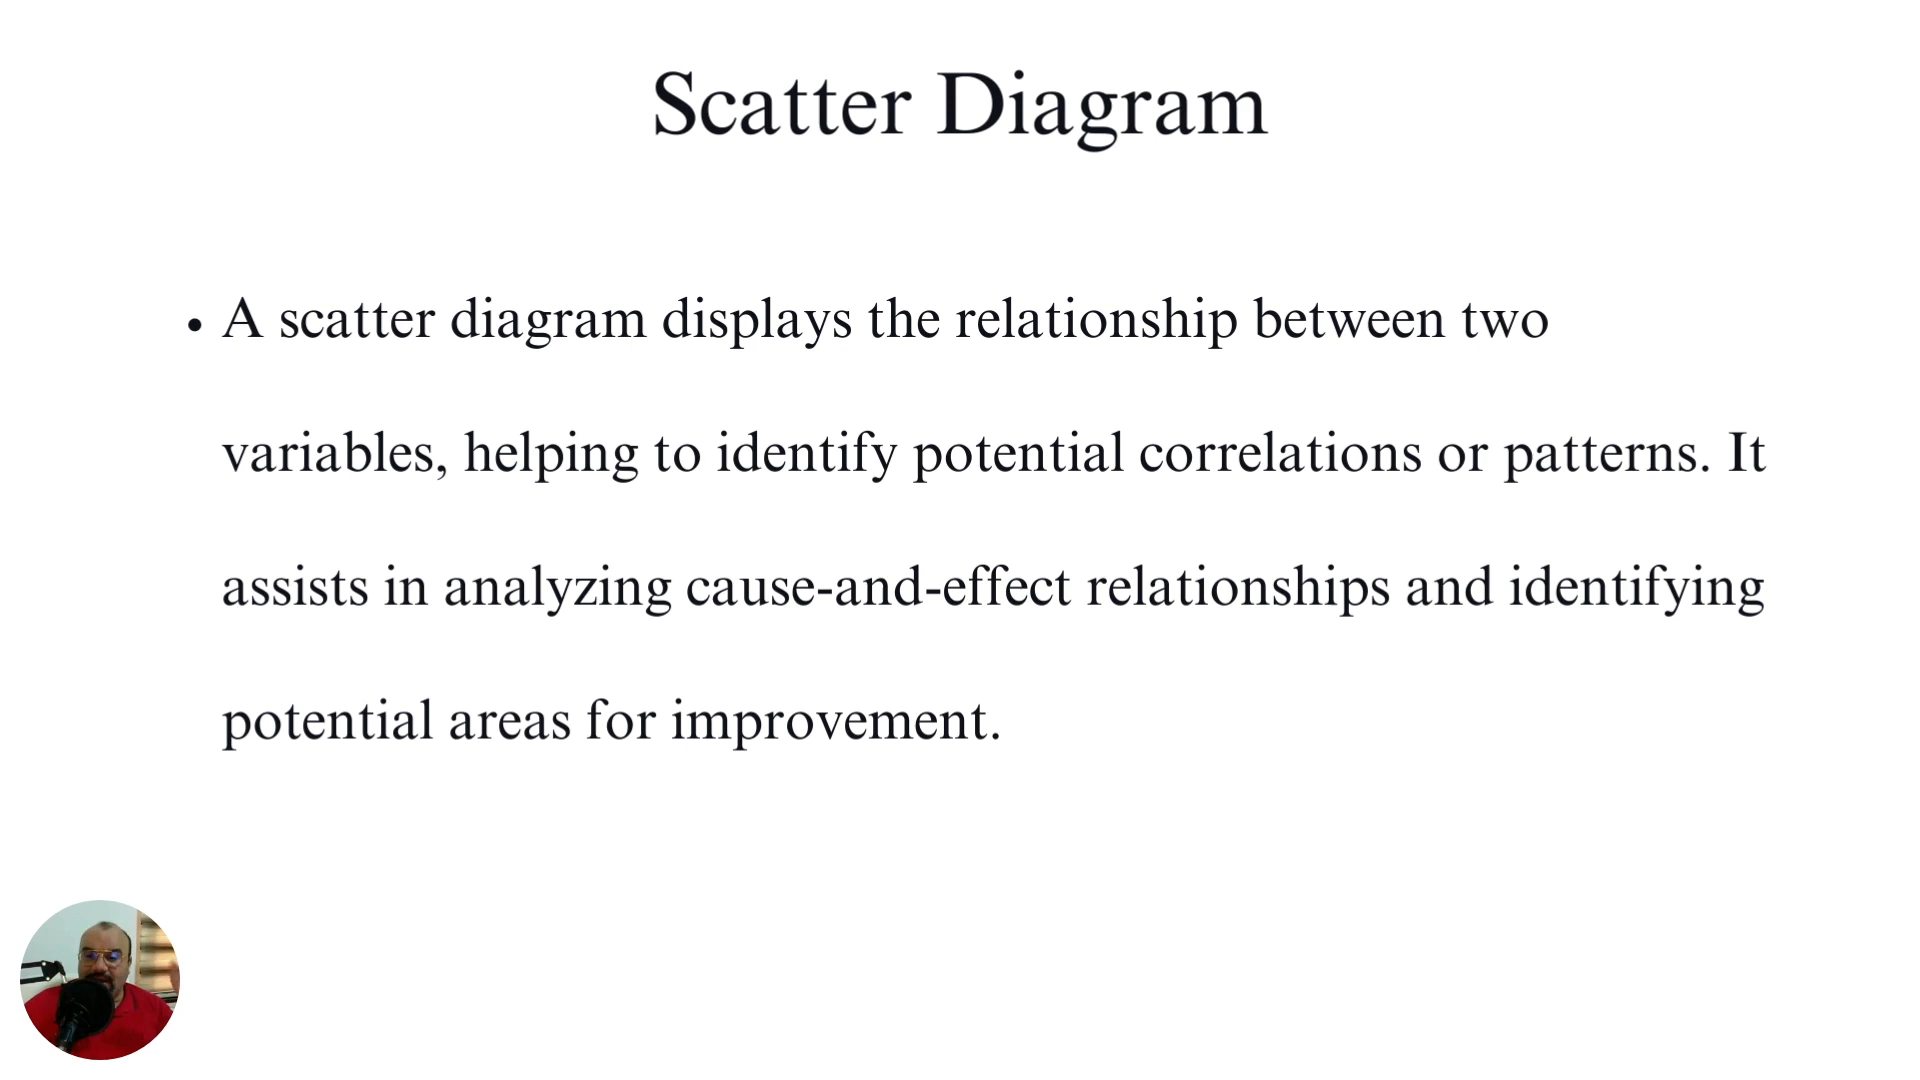 Scatter Diagram
• A scatter diagram displays the relationship between two
variables, helping to identify potential correlations or patterns. It
assists in analyzing cause-and-effect relationships and identifying
potential areas for improvement.